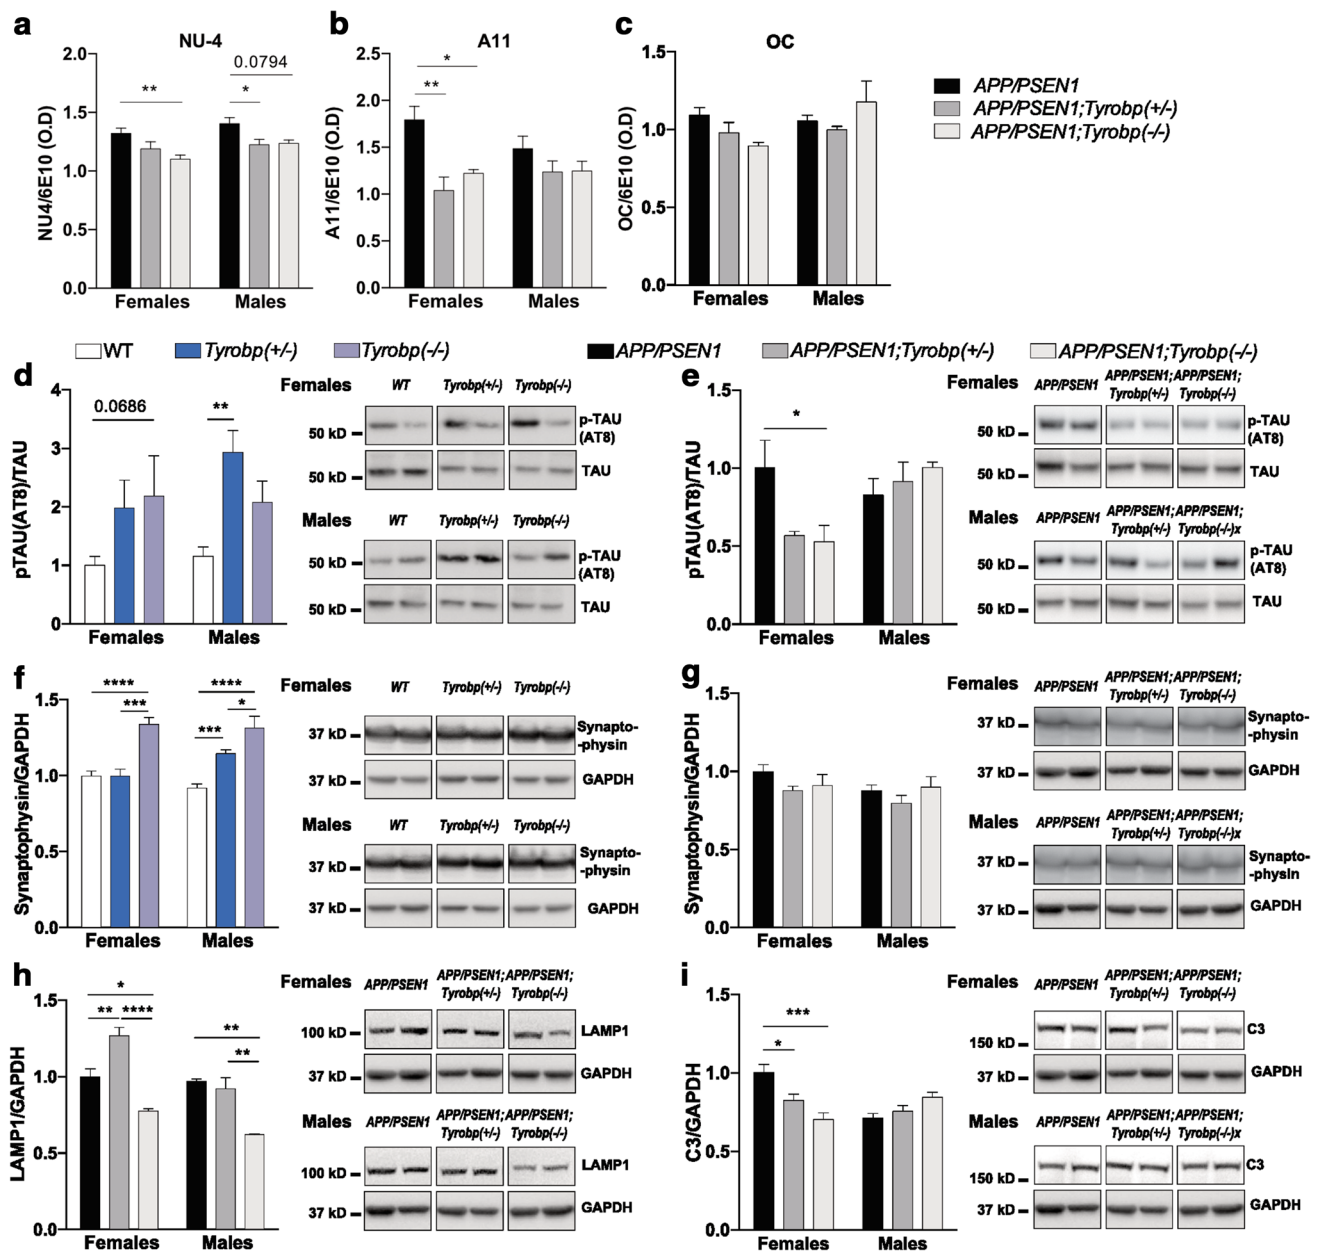 a
NU-4
2.0
1.5
1.0
0.5
0.0
NU4/6E10 (O.D)
**
*
0.0794
Females
Males
b
A11
2.5
2.0
1.5
1.0
0.5
0.0
A11/6E10 (O.D)
*
**
Females
Males
c
OC
1.5
1.0
0.5
0.0
OC/6E10 (O.D)
Females
Males
APP/PSEN1
APP/PSEN1;Tyrobp(+/-)
APP/PSEN1;Tyrobp(-/-)
WT
Tyrobp(+/-)
Tyrobp(-/-)
APP/PSEN1
APP/PSEN1;Tyrobp(+/-)
APP/PSEN1;Tyrobp(-/-)
d
4
3
2
1
0
pTAU(AT8)/TAU
0.0686
**
Females
Males
Females
WT
Tyrobp(+/-)
Tyrobp(-/-)
50 kD
p-TAU
(AT8)
50 kD
TAU
Males
WT
Tyrobp(+/-)
Tyrobp(-/-)
50 kD
p-TAU
(AT8)
50 kD
TAU
e
1.5
1.0
0.5
0.0
pTAU(AT8)/TAU
*
Females
Males
Females
APP/PSEN1
APP/PSEN1;
Tyrobp(+/-)
APP/PSEN1;
Tyrobp(-/-)
50 kD
p-TAU
(AT8)
50 kD
TAU
Males
APP/PSEN1
APP/PSEN1;
Tyrobp(+/-)
APP/PSEN1;
Tyrobp(-/-)x
50 kD
p-TAU
(AT8)
50 kD
TAU
f
1.5
1.0
0.5
0.0
Synaptophysin/GAPDH
****
***
****
*
***
Females
Males
Females
WT
Tyrobp(+/-)
Tyrobp(-/-)
37 kD
Synapto-
-physin
37 kD
GAPDH
Males
WT
Tyrobp(+/-)
Tyrobp(-/-)
37 kD
Synapto-
-physin
37 kD
GAPDH
g
1.5
1.0
0.5
0.0
Synaptophysin/GAPDH
Females
Males
Females
APP/PSEN1
APP/PSEN1;
Tyrobp(+/-)
APP/PSEN1;
Tyrobp(-/-)
37 kD
Synapto-
-physin
37 kD
GAPDH
Males
APP/PSEN1
APP/PSEN1;
Tyrobp(+/-)
APP/PSEN1;
Tyrobp(-/-)x
37 kD
Synapto-
-physin
37 kD
GAPDH
h
1.5
1.0
0.5
0.0
LAMP1/GAPDH
*
**
****
**
**
Females
Males
Females
APP/PSEN1
APP/PSEN1;
Tyrobp(+/-)
APP/PSEN1;
Tyrobp(-/-)
100 kD
LAMP1
37 kD
GAPDH
Males
APP/PSEN1
APP/PSEN1;
Tyrobp(+/-)
APP/PSEN1;
Tyrobp(-/-)
100 kD
LAMP1
37 kD
GAPDH
i
1.5
1.0
0.5
0.0
C3/GAPDH
***
*
Females
Males
Females
APP/PSEN1
APP/PSEN1;
Tyrobp(+/-)
APP/PSEN1;
Tyrobp(-/-)
150 kD
C3
37 kD
GAPDH
Males
APP/PSEN1
APP/PSEN1;
Tyrobp(+/-)
APP/PSEN1;
Tyrobp(-/-)x
150 kD
C3
37 kD
GAPDH